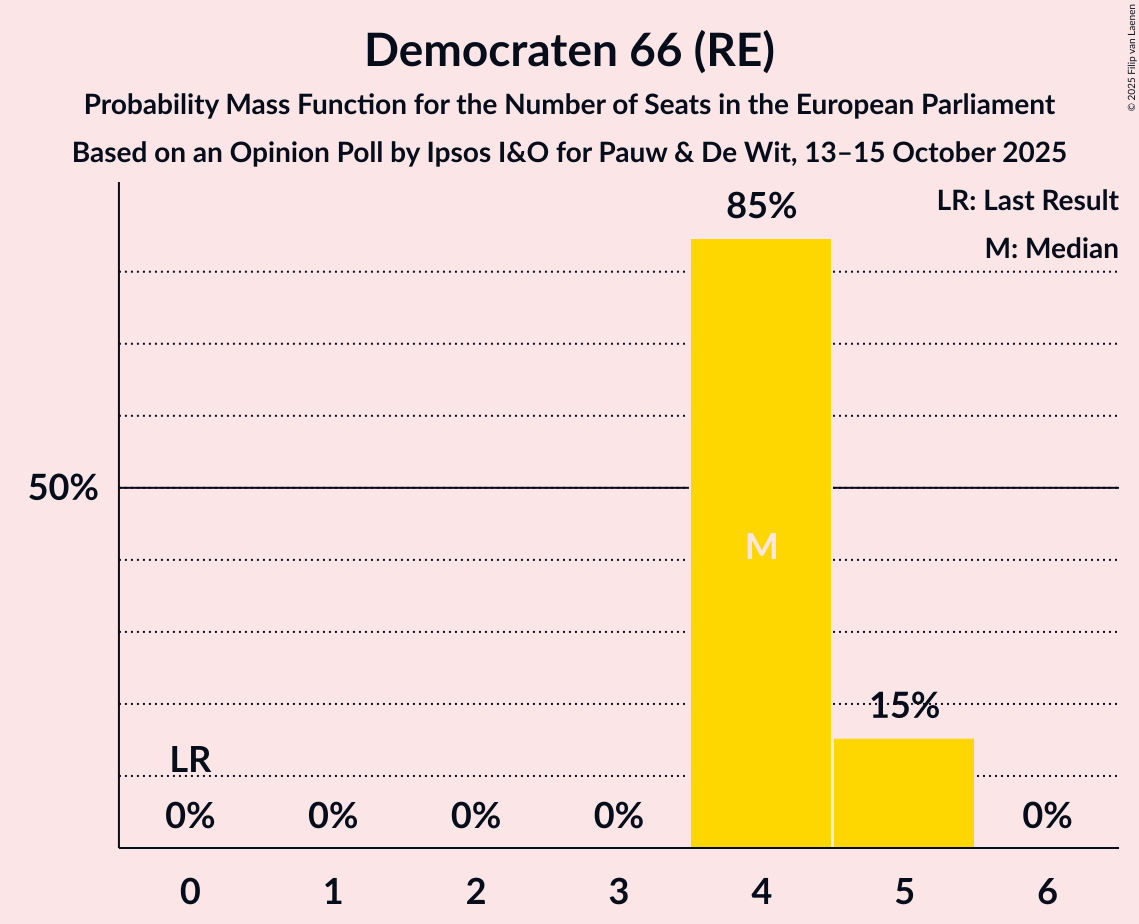 Democraten 66 (RE)
Probability Mass Function for the Number of Seats in the European Parliament
Based on an Opinion Poll by Ipsos I&O for Pauw & De Wit, 13–15 October 2025
© 2025 Filip van Laenen
LR: Last Result
M: Median
85%
50%
M
15%
LR
0% 0% 0% 0% 0%
0 1 2 3 4 5 6